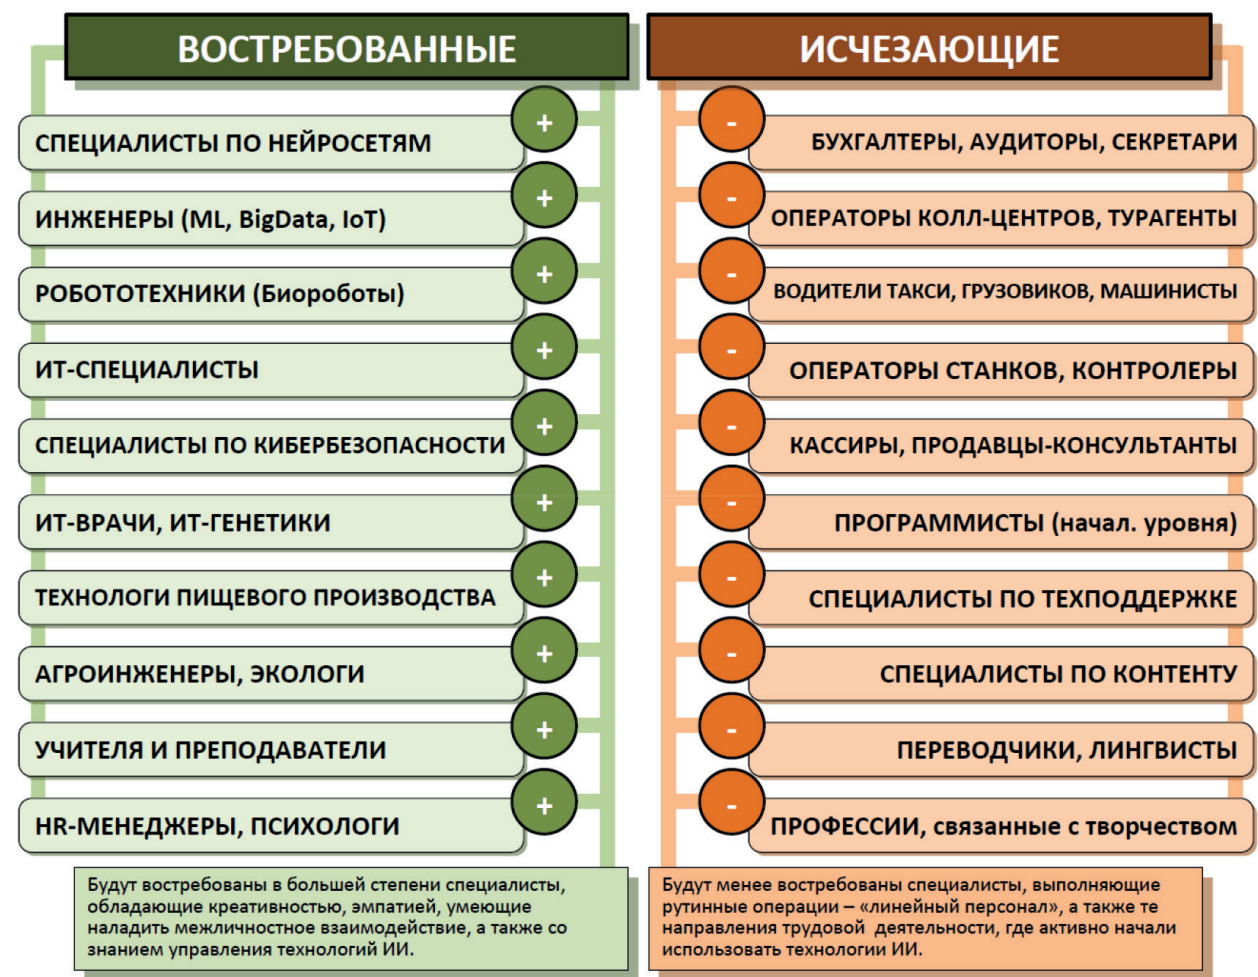 ВОСТРЕБОВАННЫЕ
+
СПЕЦИАЛИСТЫ ПО НЕЙРОСЕТЯМ
+
ИНЖЕНЕРЫ (ML, BigData, IoT)
+
РОБОТОТЕХНИКИ (Биороботы)
+
ИТ-СПЕЦИАЛИСТЫ
+
СПЕЦИАЛИСТЫ ПО КИБЕРБЕЗОПАСНОСТИ
+
ИТ-ВРАЧИ, ИТ-ГЕНЕТИКИ
+
ТЕХНОЛОГИ ПИЩЕВОГО ПРОИЗВОДСТВА
+
АГРОИНЖЕНЕРЫ, ЭКОЛОГИ
+
УЧИТЕЛЯ И ПРЕПОДАВАТЕЛИ
+
HR-МЕНЕДЖЕРЫ, ПСИХОЛОГИ
Будут востребованы в большей степени специалисты,
обладающие креативностью, эмпатией, умеющие
наладить межличностное взаимодействие, а также со
знанием управления технологий ИИ.
ИСЧЕЗАЮЩИЕ
-
БУХГАЛТЕРЫ, АУДИТОРЫ, СЕКРЕТАРИ
-
ОПЕРАТОРЫ КОЛЛ-ЦЕНТРОВ, ТУРАГЕНТЫ
-
ВОДИТЕЛИ ТАКСИ, ГРУЗОВИКОВ, МАШИНИСТЫ
-
ОПЕРАТОРЫ СТАНКОВ, КОНТРОЛЕРЫ
-
КАССИРЫ, ПРОДАВЦЫ-КОНСУЛЬТАНТЫ
-
ПРОГРАММИСТЫ (начал. уровня)
-
СПЕЦИАЛИСТЫ ПО ТЕХПОДДЕРЖКЕ
-
СПЕЦИАЛИСТЫ ПО КОНТЕНТУ
-
ПЕРЕВОДЧИКИ, ЛИНГВИСТЫ
-
ПРОФЕССИИ, связанные с творчеством
Будут менее востребованы специалисты, выполняющие
рутинные операции – «линейный персонал», а также те
направления трудовой деятельности, где активно начали
использовать технологии ИИ.